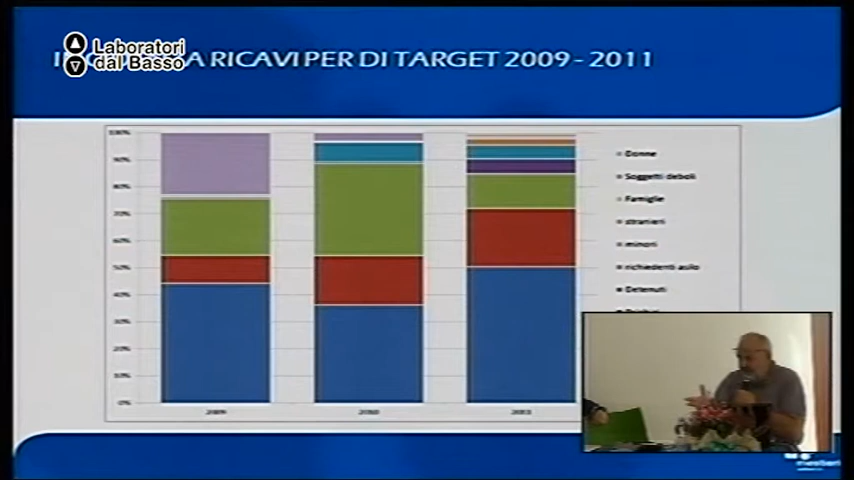 Laboratori
dal Basso
A RICAVI PER DI TARGET 2009 - 2011
100%
90%
80%
70%
60%
50%
40%
30%
20%
10%
0%
2009
2010
2011
Donne
Soggetti deboli
Famiglie
stranieri
minori
richiedenti asilo
Detenuti